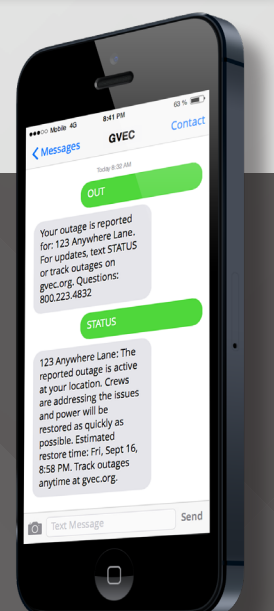 Mobile 4G 8:41 PM 63 %
Messages GVEC Contact
Today 8:32 AM
OUT
Your outage is reported
for: 123 Anywhere Lane.
For updates, text STATUS
or track outages on
gvec.org. Questions:
800.223.4832
STATUS
123 Anywhere Lane: The
reported outage is active
at your location. Crews
are addressing the issues
and power will be
restored as quickly as
possible. Estimated
restore time: Fri, Sept 16,
8:58 PM. Track outages
anytime at gvec.org.
Text Message Send